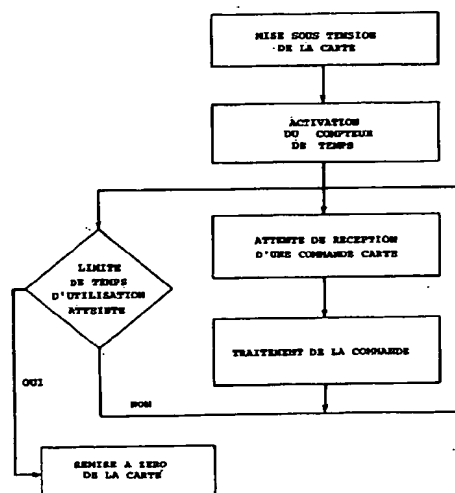 MISE SOUS TENSION
DE LA CARTE
ACTIVATION
DU COMPTEUR
DE TEMPS
ATTENTE DE RECEPTION
D'UNE COMMANDE CARTE
LIMITE
DE TEMPS
D'UTILISATION
ATTEINTE
TRAITEMENT DE LA COMMANDE
OUI
NON
REMISE A ZERO
DE LA CARTE